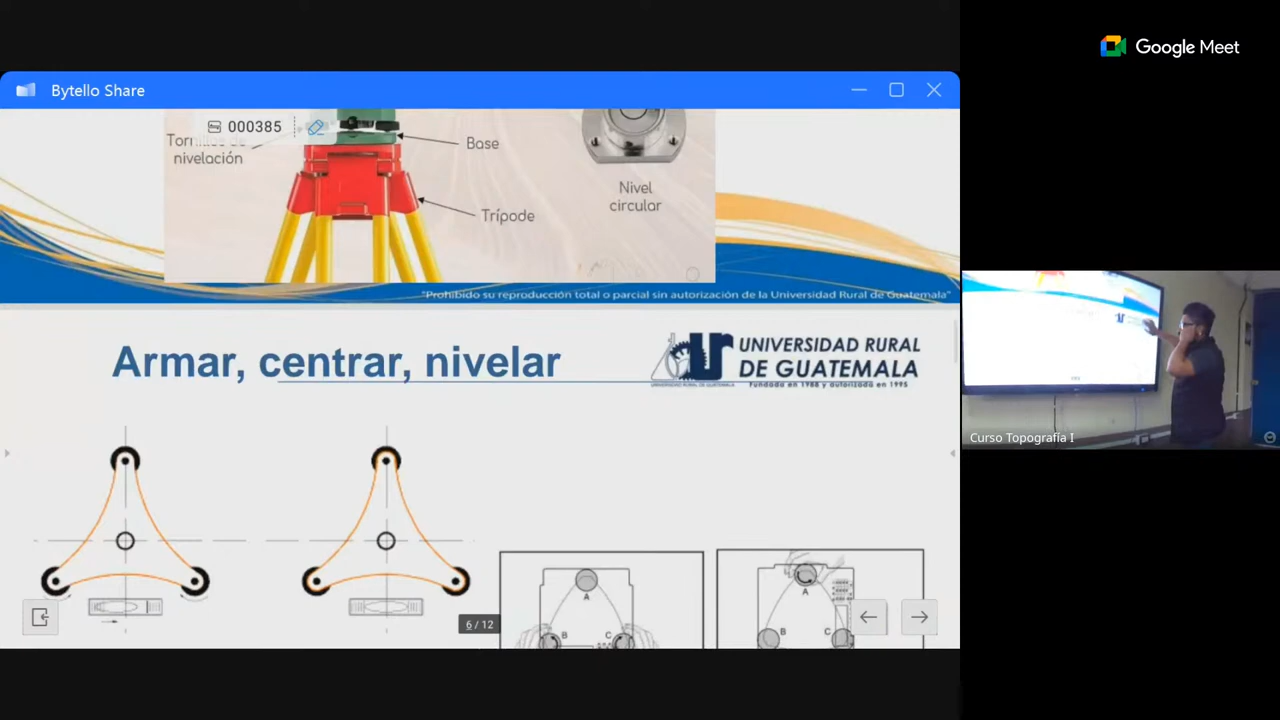 Google Meet
Bytello Share
000385
nivelación
Base
Trípode
Nivel
circular
"Prohibido su reproducción total o parcial sin autorización de la Universidad Rural de Guatemala"
Armar, centrar, nivelar
UNIVERSIDAD RURAL
DE GUATEMALA
Fundada en 1988 y autorizada en 1995
A
B
C
A
B
C
6 / 12
Curso Topografía I